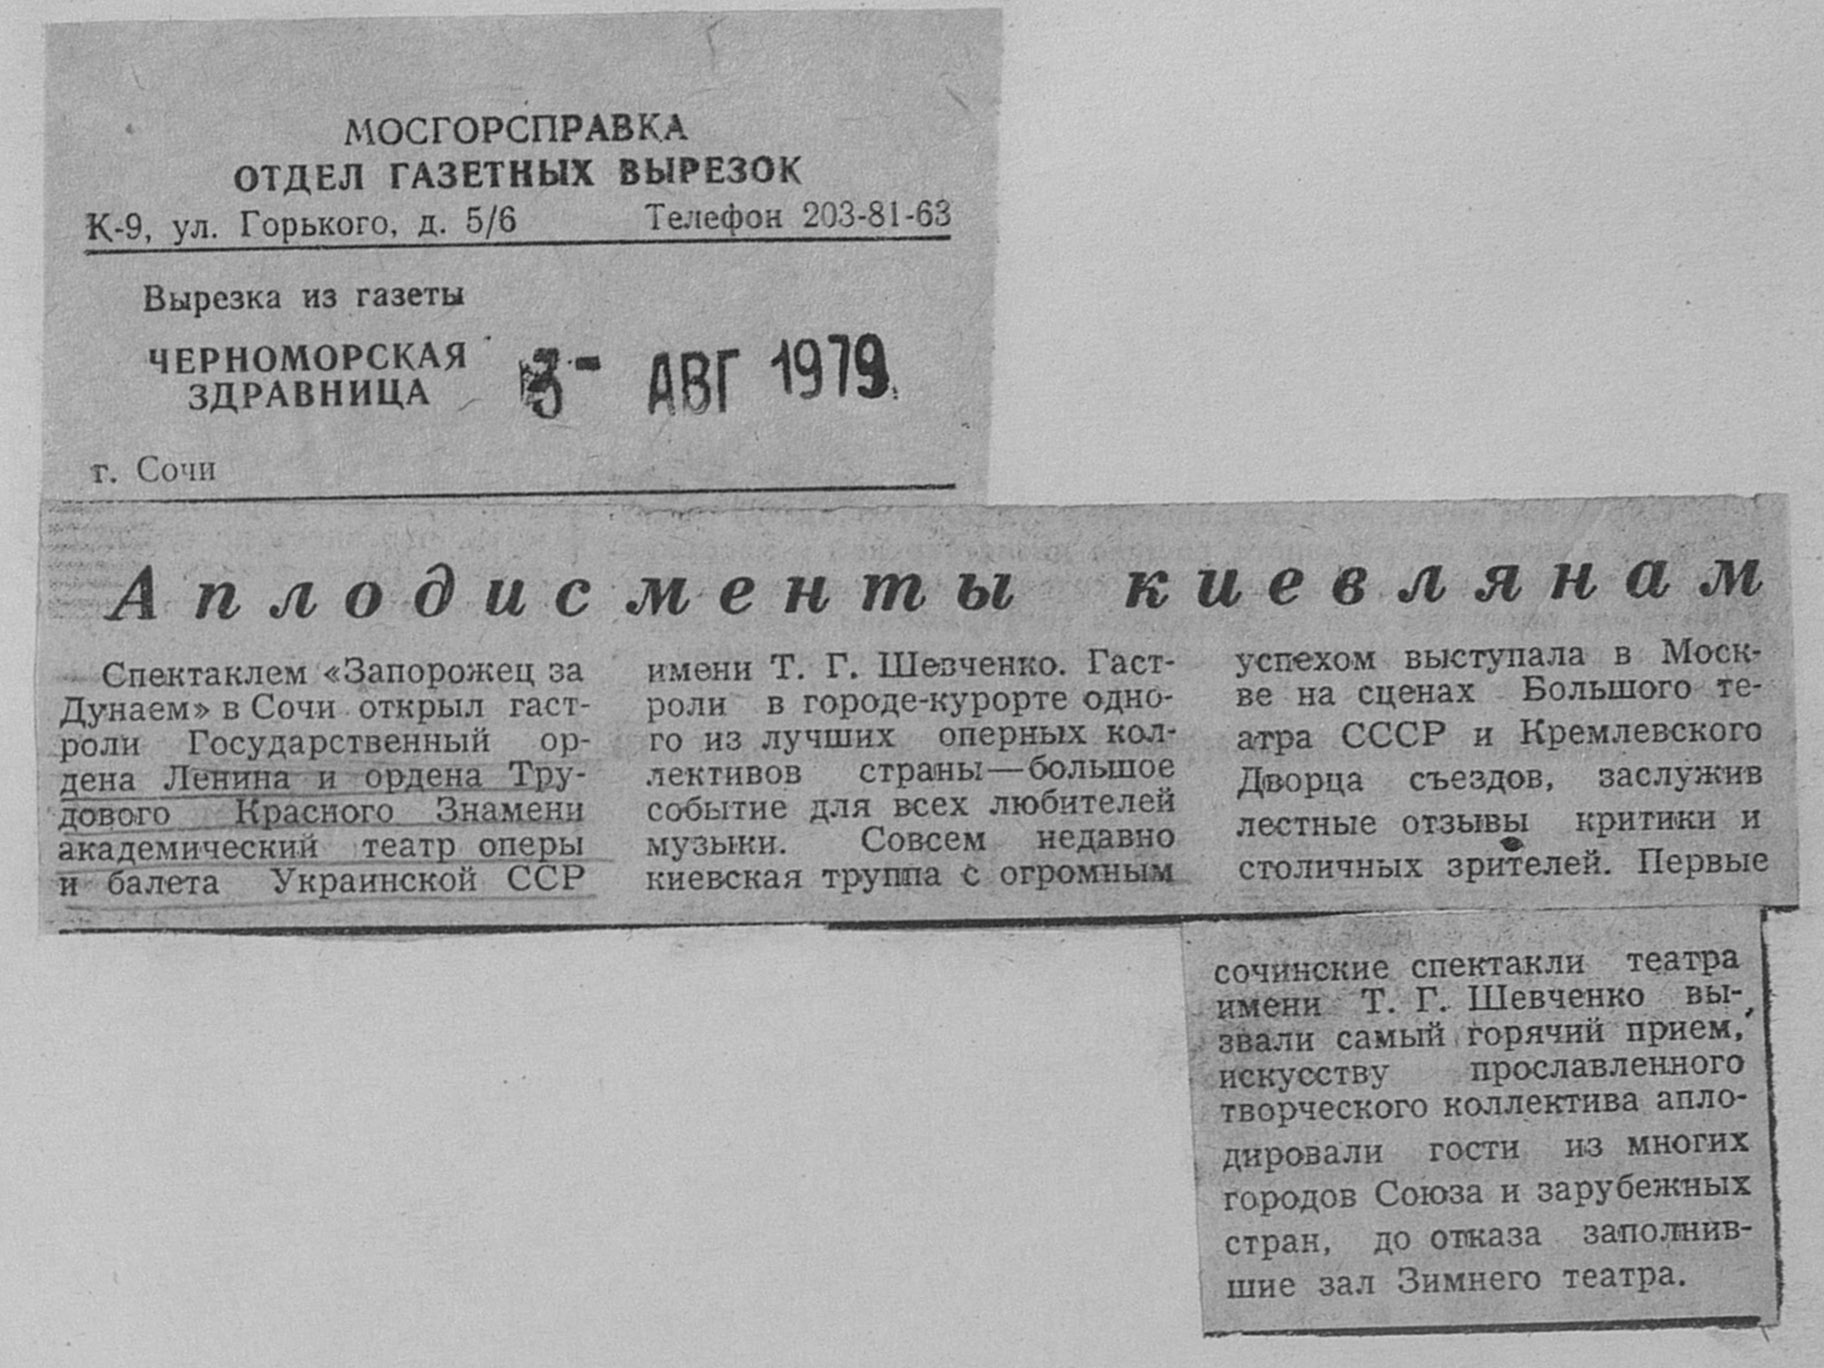 МОСГОРСПРАВКА
ОТДЕЛ ГАЗЕТНЫХ ВЫРЕЗОК
К-9, ул. Горького, д. 5/6 Телефон 203-81-63
Вырезка из газеты
ЧЕРНОМОРСКАЯ
ЗДРАВНИЦА
3- АВГ 1979
г. Сочи
Аплодисменты киевлянам
Спектаклем «Запорожец за
Дунаем» в Сочи открыл гаст-
роли Государственный ор-
дена Ленина и ордена Тру-
дового Красного Знамени
академический театр оперы
и балета Украинской ССР
имени Т. Г. Шевченко. Гаст-
роли в городе-курорте одно-
го из лучших оперных кол-
лективов страны—большое
событие для всех любителей
музыки. Совсем недавно
киевская труппа с огромным
успехом выступала в Моск-
ве на сценах Большого те-
атра СССР и Кремлевского
Дворца съездов, заслужив
лестные отзывы критики и
столичных зрителей. Первые
сочинские спектакли театра
имени Т. Г. Шевченко вы-
звали самый горячий прием,
искусству прославленного
творческого коллектива апло-
дировали гости из многих
городов Союза и зарубежных
стран, до отказа заполнив-
шие зал Зимнего театра.